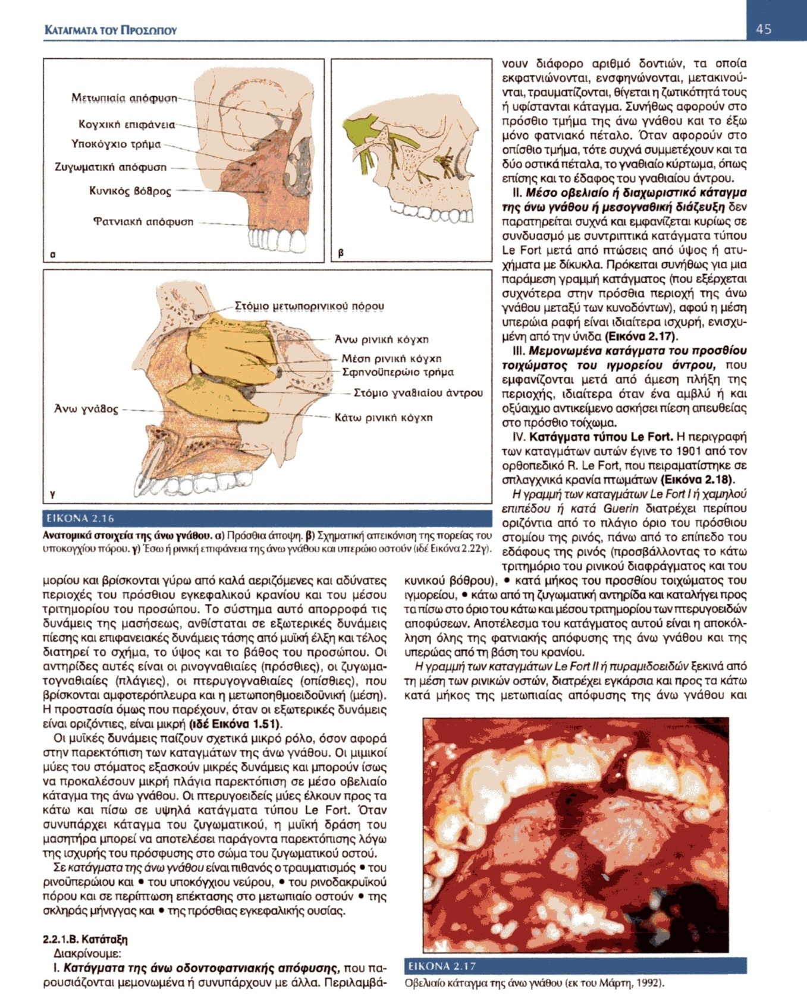 ΚΑΤΑΓΜΑΤΑ ΤΟΥ ΠΡΟΣΩΠΟΥ
45
Μετωπιαία απόφυση
Κογχική επιφάνεια
Υποκόγχιο τρήμα
Ζυγωματική απόφυση
Κυνικός βόθρος
Φατνιακή απόφυση
α
β
Στόμιο μετωπορινικού πόρου
Άνω ρινική κόγχη
Μέση ρινική κόγχη
Σφηνοϋπερώιο τρήμα
Στόμιο γναθιαίου άντρου
Άνω γνάθος
Κάτω ρινική κόγχη
γ
ΕΙΚΟΝΑ 2.16
Ανατομικά στοιχεία της άνω γνάθου. α) Πρόσθια άποψη. β) Σχηματική απεικόνιση της πορείας του
υποκογχίου πόρου. γ) Έσω ή ρινική επιφάνεια της άνω γνάθου και υπερώιο οστούν (ιδέ Εικόνα 2.22γ).
μορίου και βρίσκονται γύρω από καλά αεριζόμενες και αδύνατες
περιοχές του πρόσθιου εγκεφαλικού κρανίου και του μέσου
τριτημορίου του προσώπου. Το σύστημα αυτό απορροφά τις
δυνάμεις της μασήσεως, ανθίσταται σε εξωτερικές δυνάμεις
πίεσης και επιφανειακές δυνάμεις τάσης από μυϊκή έλξη και τέλος
διατηρεί το σχήμα, το ύψος και το βάθος του προσώπου. Οι
αντηρίδες αυτές είναι οι ρινογναθιαίες (πρόσθιες), οι ζυγωμα-
τογναθιαίες (πλάγιες), οι πτερυγογναθιαίες (οπίσθιες), που
βρίσκονται αμφοτερόπλευρα και η μετωποηθμοειδοϋνική (μέση).
Η προστασία όμως που παρέχουν, όταν οι εξωτερικές δυνάμεις
είναι οριζόντιες, είναι μικρή (ιδέ Εικόνα 1.51).
Οι μυϊκές δυνάμεις παίζουν σχετικά μικρό ρόλο, όσον αφορά
στην παρεκτόπιση των καταγμάτων της άνω γνάθου. Οι μιμικοί
μύες του στόματος εξασκούν μικρές δυνάμεις και μπορούν ίσως
να προκαλέσουν μικρή πλάγια παρεκτόπιση σε μέσο οβελιαίο
κάταγμα της άνω γνάθου. Οι πτερυγοειδείς μύες έλκουν προς τα
κάτω και πίσω σε υψηλά κατάγματα τύπου Le Fort. Όταν
συνυπάρχει κάταγμα του ζυγωματικού, η μυϊκή δράση του
μασητήρα μπορεί να αποτελέσει παράγοντα παρεκτόπισης λόγω
της ισχυρής του πρόσφυσης στο σώμα του ζυγωματικού οστού.
Σε κατάγματα της άνω γνάθου είναι πιθανός ο τραυματισμός • του
ρινοϋπερώιου και • του υποκόγχιου νεύρου, • του ρινοδακρυϊκού
πόρου και σε περίπτωση επέκτασης στο μετωπιαίο οστούν • της
σκληράς μήνιγγας και • της πρόσθιας εγκεφαλικής ουσίας.
2.2.1.Β. Κατάταξη
Διακρίνουμε:
Ι. Κατάγματα της άνω οδοντοφατνιακής απόφυσης, που πα-
ρουσιάζονται μεμονωμένα ή συνυπάρχουν με άλλα. Περιλαμβά-
νουν διάφορο αριθμό δοντιών, τα οποία
εκφατνιώνονται, ενσφηνώνονται, μετακινού-
νται, τραυματίζονται, θίγεται η ζωτικότητά τους
ή υφίστανται κάταγμα. Συνήθως αφορούν στο
πρόσθιο τμήμα της άνω γνάθου και το έξω
μόνο φατνιακό πέταλο. Όταν αφορούν στο
οπίσθιο τμήμα, τότε συχνά συμμετέχουν και τα
δύο οστικά πέταλα, το γναθιαίο κύρτωμα, όπως
επίσης και το έδαφος του γναθιαίου άντρου.
ΙΙ. Μέσο οβελιαίο ή διαχωριστικό κάταγμα
της άνω γνάθου ή μεσογναθική διάζευξη δεν
παρατηρείται συχνά και εμφανίζεται κυρίως σε
συνδυασμό με συντριπτικά κατάγματα τύπου
Le Fort μετά από πτώσεις από ύψος ή ατυ-
χήματα με δίκυκλα. Πρόκειται συνήθως για μια
παράμεση γραμμή κατάγματος (που εξέρχεται
συχνότερα στην πρόσθια περιοχή της άνω
γνάθου μεταξύ των κυνοδόντων), αφού η μέση
υπερώια ραφή είναι ιδιαίτερα ισχυρή, ενισχυ-
μένη από την ύνιδα (Εικόνα 2.17).
ΙΙΙ. Μεμονωμένα κατάγματα του προσθίου
τοιχώματος του ιγμορείου άντρου, που
εμφανίζονται μετά από άμεση πλήξη της
περιοχής, ιδιαίτερα όταν ένα αμβλύ ή και
οξύαιχμο αντικείμενο ασκήσει πίεση απευθείας
στο πρόσθιο τοίχωμα.
IV. Κατάγματα τύπου Le Fort. Η περιγραφή
των καταγμάτων αυτών έγινε το 1901 από τον
ορθοπεδικό R. Le Fort, που πειραματίστηκε σε
σπλαγχνικά κρανία πτωμάτων (Εικόνα 2.18).
Η γραμμή των καταγμάτων Le Fort I ή χαμηλού
επιπέδου ή κατά Guerin διατρέχει περίπου
οριζόντια από το πλάγιο όριο του πρόσθιου
στομίου της ρινός, πάνω από το επίπεδο του
εδάφους της ρινός (προσβάλλοντας το κάτω
τριτημόριο του ρινικού διαφράγματος και του
κυνικού βόθρου), • κατά μήκος του προσθίου τοιχώματος του
ιγμορείου, • κάτω από τη ζυγωματική αντηρίδα και καταλήγει προς
τα πίσω στο όριο του κάτω και μέσου τριτημορίου των πτερυγοειδών
αποφύσεων. Αποτέλεσμα του κατάγματος αυτού είναι η αποκόλ-
ληση όλης της φατνιακής απόφυσης της άνω γνάθου και της
υπερώας από τη βάση του κρανίου.
Η γραμμή των καταγμάτων Le Fort II ή πυραμιδοειδών ξεκινά από
τη μέση των ρινικών οστών, διατρέχει εγκάρσια και προς τα κάτω
κατά μήκος της μετωπιαίας απόφυσης της άνω γνάθου και
ΕΙΚΟΝΑ 2.17
Οβελιαίο κάταγμα της άνω γνάθου (εκ του Μάρτη, 1992).